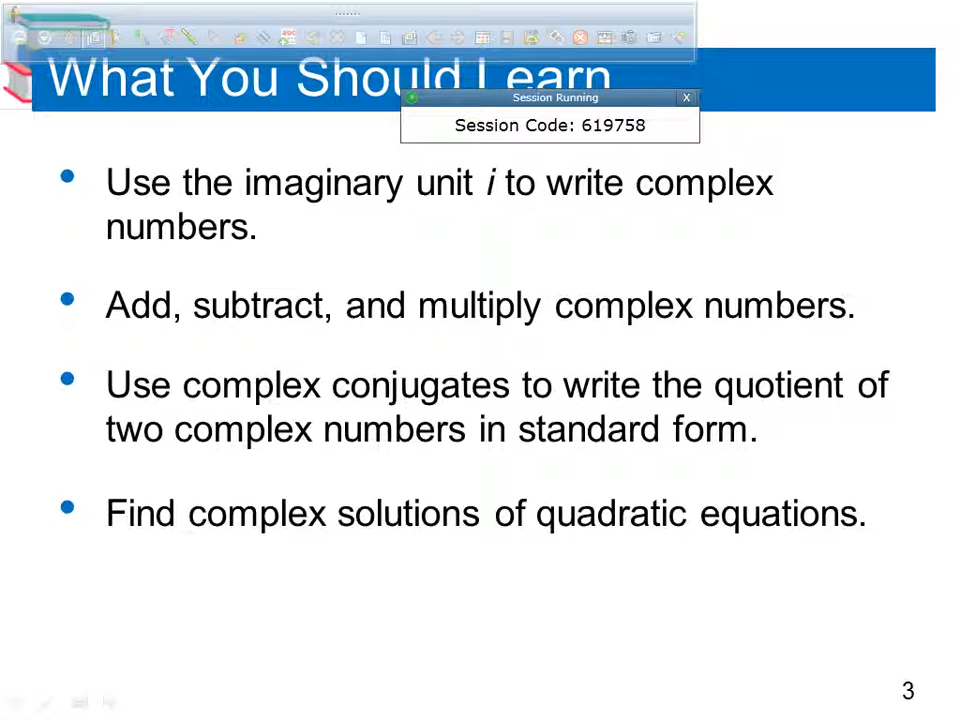 What You Should Learn
Session Running
X
Session Code: 619758
• Use the imaginary unit i to write complex
numbers.
• Add, subtract, and multiply complex numbers.
• Use complex conjugates to write the quotient of
two complex numbers in standard form.
• Find complex solutions of quadratic equations.
3